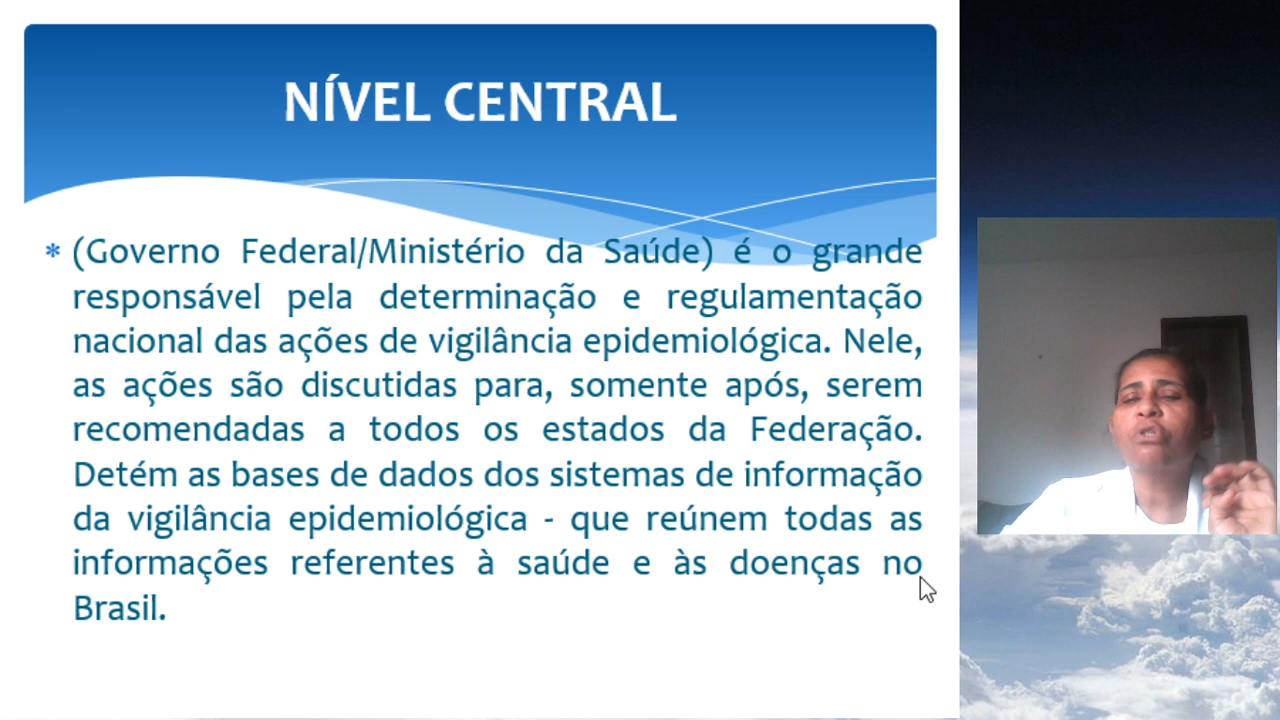 NÍVEL CENTRAL
* (Governo Federal/Ministério da Saúde) é o grande
responsável pela determinação e regulamentação
nacional das ações de vigilância epidemiológica. Nele,
as ações são discutidas para, somente após, serem
recomendadas a todos os estados da Federação.
Detém as bases de dados dos sistemas de informação
da vigilância epidemiológica - que reúnem todas as
informações referentes à saúde e às doenças no
Brasil.